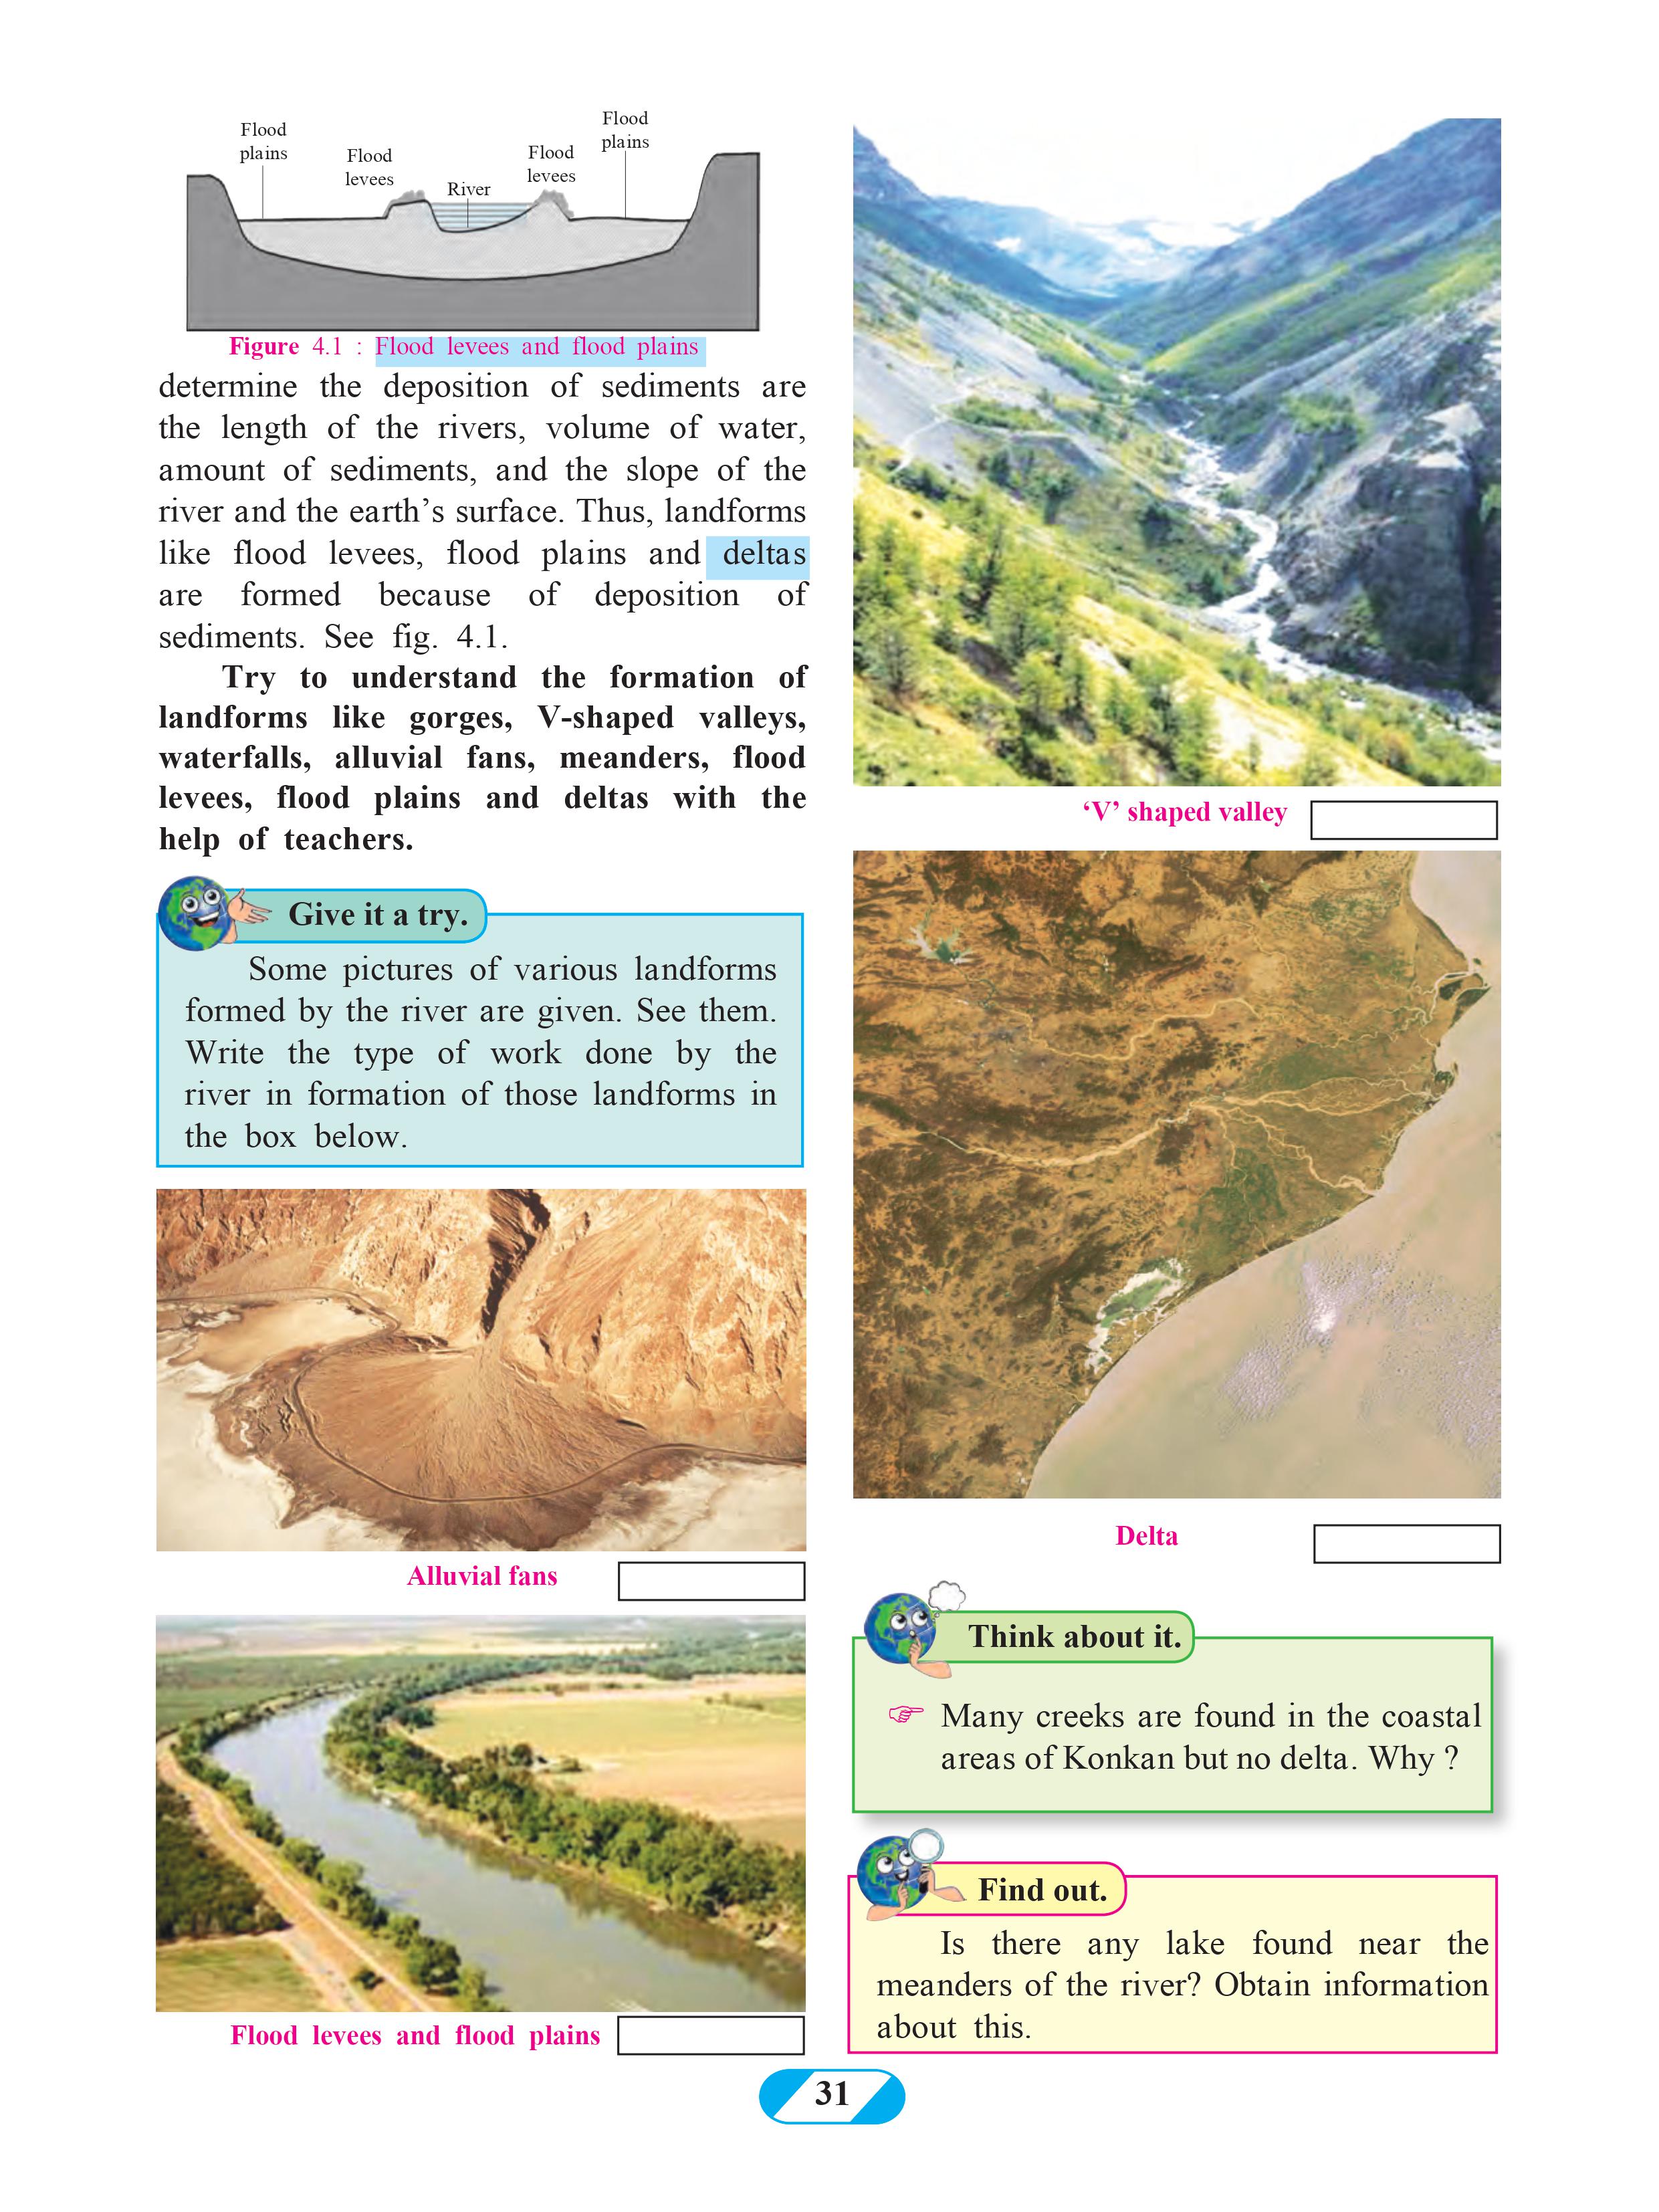 Flood
plains
Flood
levees
River
Flood
levees
Flood
plains
Figure 4.1 : Flood levees and flood plains
determine the deposition of sediments are
the length of the rivers, volume of water,
amount of sediments, and the slope of the
river and the earth’s surface. Thus, landforms
like flood levees, flood plains and deltas
are formed because of deposition of
sediments. See fig. 4.1.
Try to understand the formation of
landforms like gorges, V-shaped valleys,
waterfalls, alluvial fans, meanders, flood
levees, flood plains and deltas with the
help of teachers.
Give it a try.
Some pictures of various landforms
formed by the river are given. See them.
Write the type of work done by the
river in formation of those landforms in
the box below.
Alluvial fans
Flood levees and flood plains
‘V’ shaped valley
Delta
Think about it.
☞ Many creeks are found in the coastal
areas of Konkan but no delta. Why ?
Find out.
Is there any lake found near the
meanders of the river? Obtain information
about this.
31